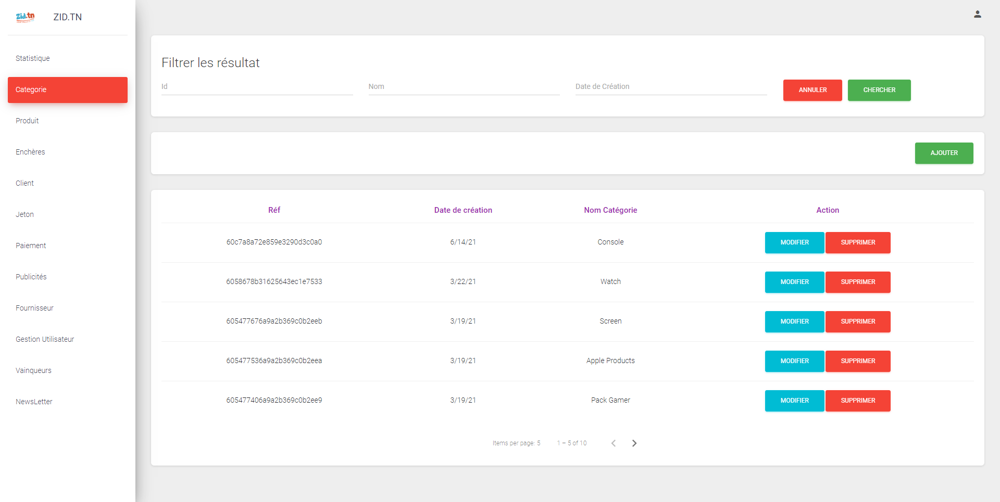 Zid.tn ZID.TN
Statistique
Categorie
Produit
Enchères
Client
Jeton
Paiement
Publicités
Fournisseur
Gestion Utilisateur
Vainqueurs
NewsLetter
Filtrer les résultat
Id Nom Date de Création ANNULER CHERCHER
AJOUTER
Réf Date de création Nom Catégorie Action
60c7a8a72e859e3290d3c0a0 6/14/21 Console MODIFIER SUPPRIMER
6058678b31625643ec1e7533 3/22/21 Watch MODIFIER SUPPRIMER
605477676a9a2b369c0b2eeb 3/19/21 Screen MODIFIER SUPPRIMER
605477536a9a2b369c0b2eea 3/19/21 Apple Products MODIFIER SUPPRIMER
605477406a9a2b369c0b2ee9 3/19/21 Pack Gamer MODIFIER SUPPRIMER
Items per page: 5 1 – 5 of 10